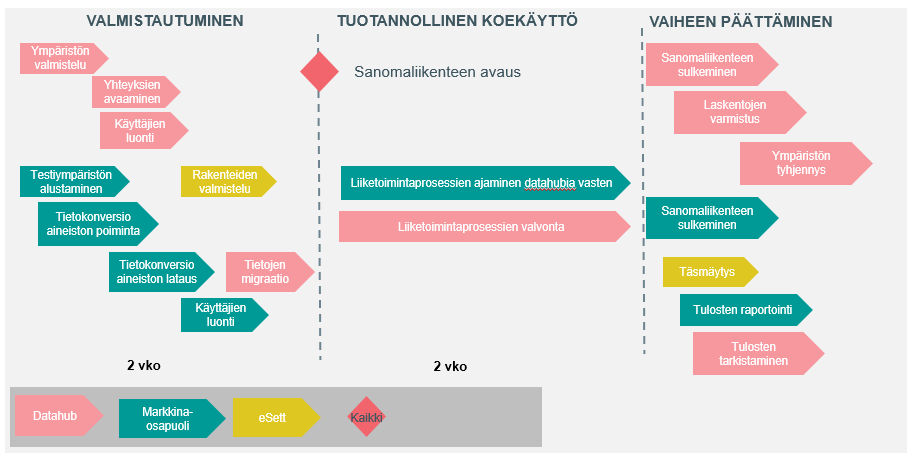 VALMISTAUTUMINEN
TUOTANNOLLINEN KOEKÄYTTÖ
VAIHEEN PÄÄTTÄMINEN
Ympäristön
valmistelu
Yhteyksien
avaaminen
Käyttäjien
luonti
Testiympäristön
alustaminen
Rakenteiden
valmistelu
Tietokonversio
aineiston poiminta
Tietokonversio
aineiston lataus
Tietojen
migraatio
Käyttäjien
luonti
2 vko
Sanomaliikenteen avaus
Liiketoimintaprosessien ajaminen datahubia vasten
Liiketoimintaprosessien valvonta
2 vko
Sanomaliikenteen
sulkeminen
Laskentojen
varmistus
Ympäristön
tyhjennys
Sanomaliikenteen
sulkeminen
Täsmäytys
Tulosten raportointi
Tulosten
tarkistaminen
Datahub
Markkina-
osapuoli
eSett
Kaikki